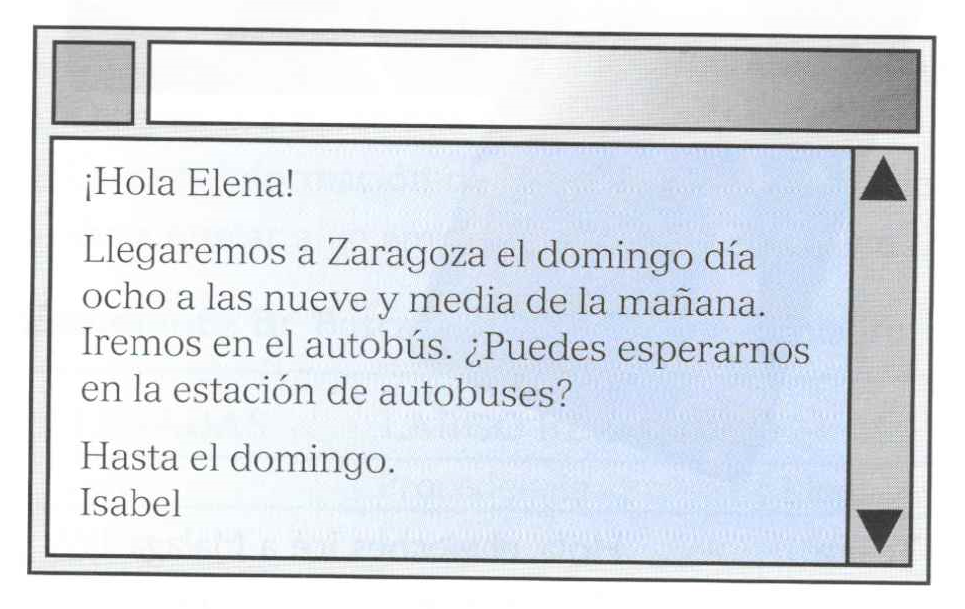 ¡Hola Elena!
Llegaremos a Zaragoza el domingo día
ocho a las nueve y media de la mañana.
Iremos en el autobús. ¿Puedes esperarnos
en la estación de autobuses?
Hasta el domingo.
Isabel